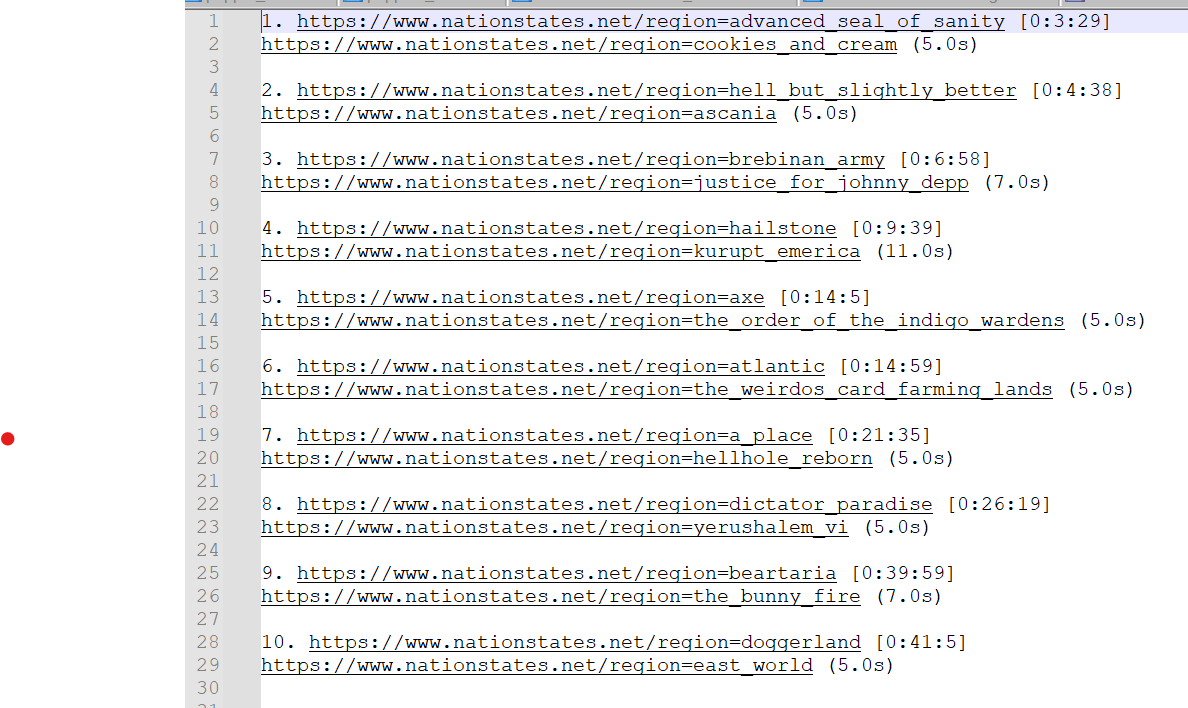 1 1. https://www.nationstates.net/region=advanced_seal_of_sanity [0:3:29]
2 https://www.nationstates.net/region=cookies_and_cream (5.0s)
3
4 2. https://www.nationstates.net/region=hell_but_slightly_better [0:4:38]
5 https://www.nationstates.net/region=ascania (5.0s)
6
7 3. https://www.nationstates.net/region=brebinan_army [0:6:58]
8 https://www.nationstates.net/region=justice_for_johnny_depp (7.0s)
9
10 4. https://www.nationstates.net/region=hailstone [0:9:39]
11 https://www.nationstates.net/region=kurupt_emerica (11.0s)
12
13 5. https://www.nationstates.net/region=axe [0:14:5]
14 https://www.nationstates.net/region=the_order_of_the_indigo_wardens (5.0s)
15
16 6. https://www.nationstates.net/region=atlantic [0:14:59]
17 https://www.nationstates.net/region=the_weirdos_card_farming_lands (5.0s)
18
19 7. https://www.nationstates.net/region=a_place [0:21:35]
20 https://www.nationstates.net/region=hellhole_reborn (5.0s)
21
22 8. https://www.nationstates.net/region=dictator_paradise [0:26:19]
23 https://www.nationstates.net/region=yerushalem_vi (5.0s)
24
25 9. https://www.nationstates.net/region=beartaria [0:39:59]
26 https://www.nationstates.net/region=the_bunny_fire (7.0s)
27
28 10. https://www.nationstates.net/region=doggerland [0:41:5]
29 https://www.nationstates.net/region=east_world (5.0s)
30